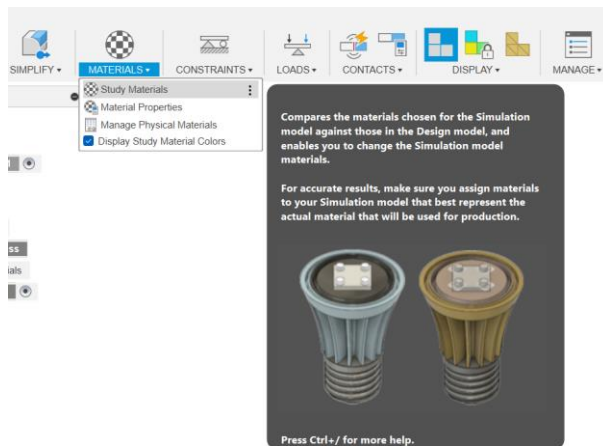 SIMPLIFY MATERIALS CONSTRAINTS LOADS CONTACTS DISPLAY MANAGE
Study Materials
Material Properties
Manage Physical Materials
Display Study Material Colors
Compares the materials chosen for the Simulation
model against those in the Design model, and
enables you to change the Simulation model
materials.
For accurate results, make sure you assign materials
to your Simulation model that best represent the
actual material that will be used for production.
ss
ials
Press Ctrl+/ for more help.